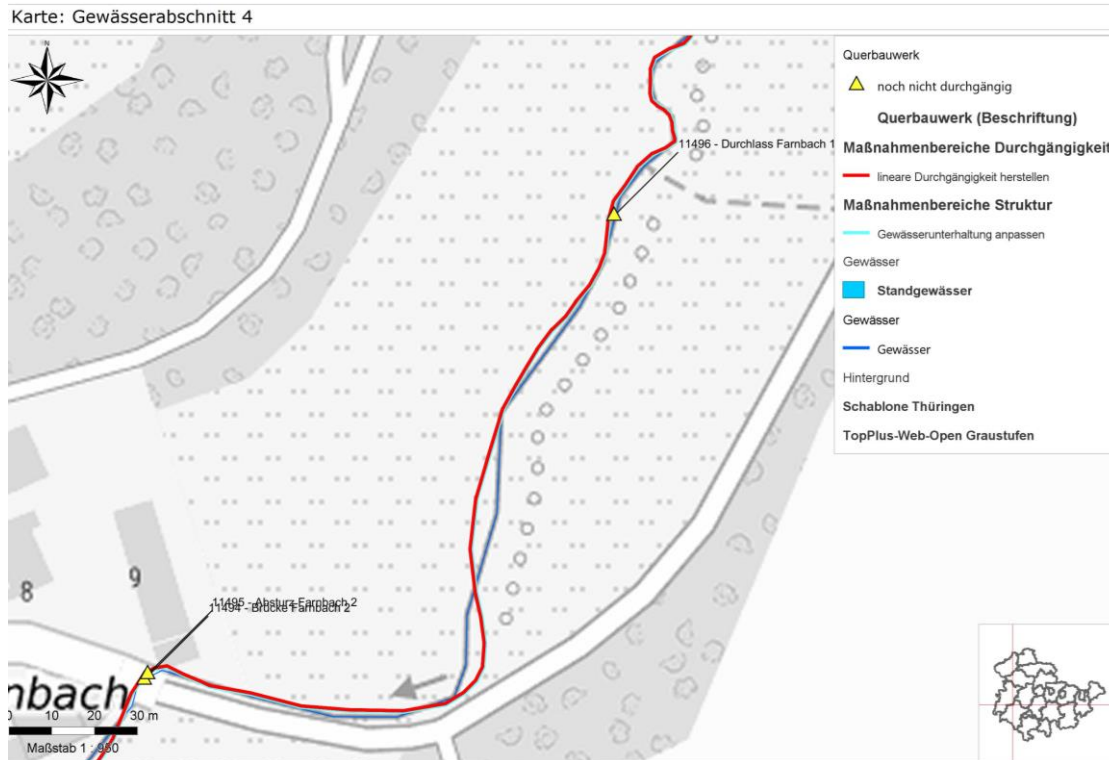 Karte: Gewässerabschnitt 4
N
Querbauwerk
noch nicht durchgängig
Querbauwerk (Beschriftung)
Maßnahmenbereiche Durchgängigkeit
lineare Durchgängigkeit herstellen
Maßnahmenbereiche Struktur
Gewässerunterhaltung anpassen
Gewässer
Standgewässer
Gewässer
Gewässer
Hintergrund
Schablone Thüringen
TopPlus-Web-Open Graustufen
11496 - Durchlass Farnbach 1
9
8
11495 - Absturz Farnbach 2
11494 - Brücke Farnbach 2
nbach
0 10 20 30 m
Maßstab 1 : 950